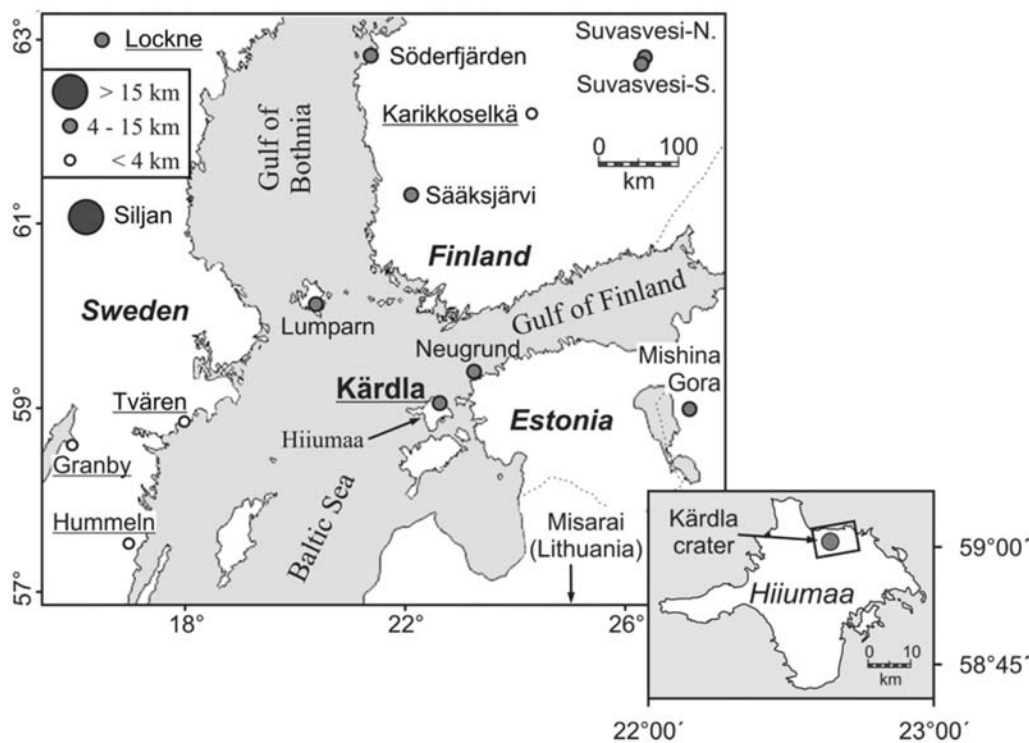 63°
61°
59°
57°
Lockne
> 15 km
4 - 15 km
< 4 km
Siljan
Sweden
Tvären
Granby
Hummeln
Gulf of
Bothnia
Söderfjärden
Suvasvesi-N.
Suvasvesi-S.
Karikkoselkä
0 100
km
Sääksjärvi
Finland
Lumparn
Gulf of Finland
Neugrund
Mishina
Gora
Kärdla
Estonia
Hiiumaa
Baltic Sea
Misarai
(Lithuania)
18°
22°
26°
Kärdla
crater
Hiiumaa
0 10
km
59°00´
58°45´
22°00´
23°00´